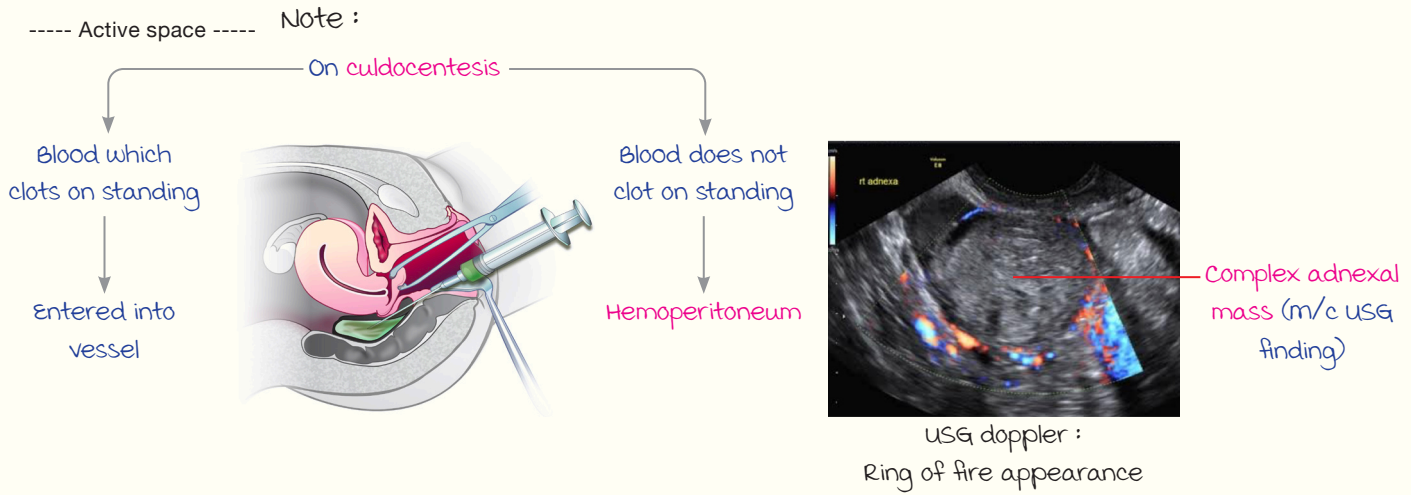 ----- Active space -----
Note :
On culdocentesis
Blood which
clots on standing
Entered into
vessel
Blood does not
clot on standing
Hemoperitoneum
rt adnexa
Complex adnexal
mass (m/c USG
finding)
USG doppler :
Ring of fire appearance